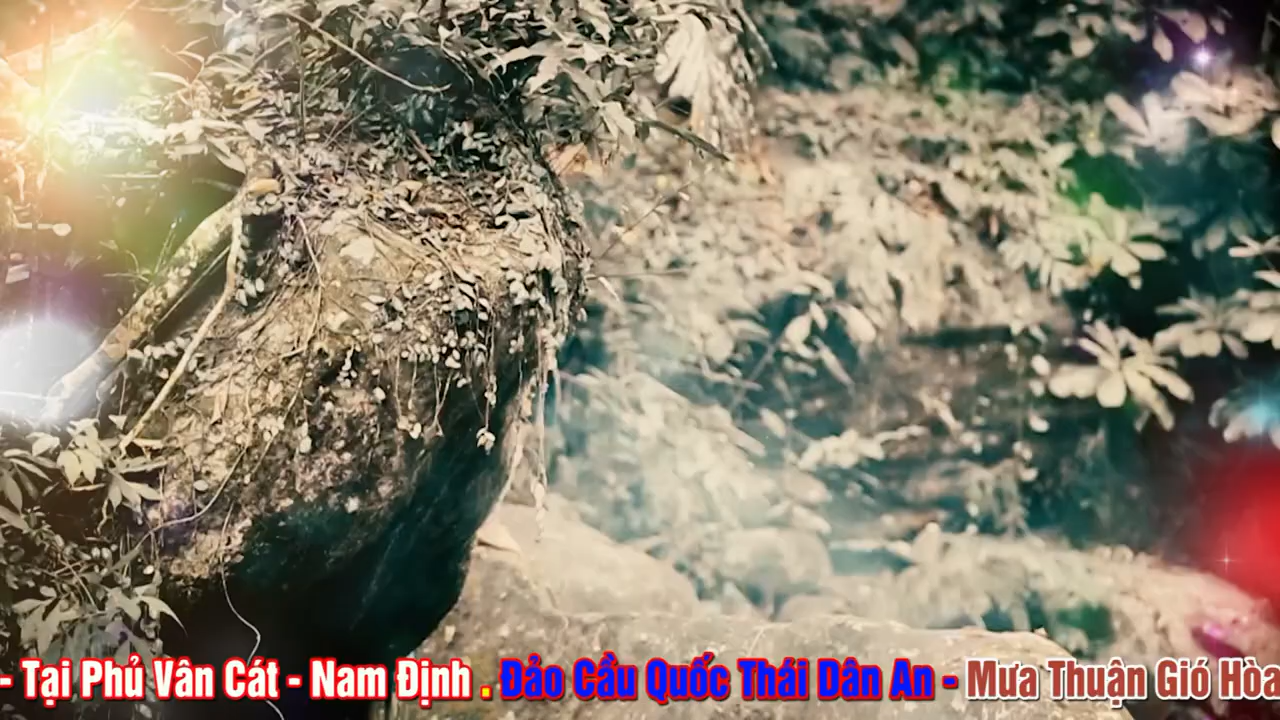 - Tại Phủ Vân Cát - Nam Định . Đảo Cầu Quốc Thái Dân An - Mưa Thuận Gió Hòa